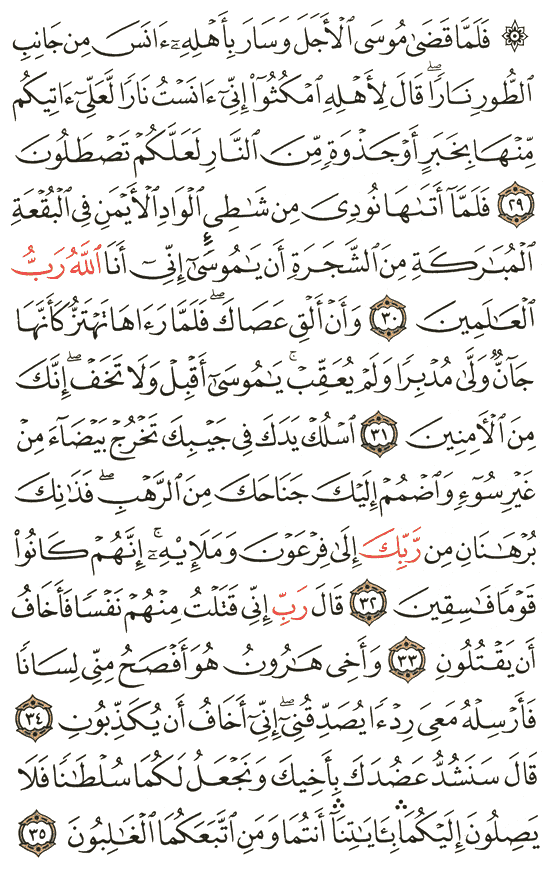 ۞ فَلَمَّا قَضَىٰ مُوسَى ٱلْأَجَلَ وَسَارَ بِأَهْلِهِۦٓ ءَانَسَ مِن جَانِبِ
ٱلطُّورِ نَارًاۖ قَالَ لِأَهْلِهِ ٱمْكُثُوٓا۟ إِنِّىٓ ءَانَسْتُ نَارًا لَّعَلِّىٓ ءَاتِيكُم
مِّنْهَا بِخَبَرٍ أَوْ جَذْوَةٍ مِّنَ ٱلنَّارِ لَعَلَّكُمْ تَصْطَلُونَ
٢٩ فَلَمَّآ أَتَىٰهَا نُودِىَ مِن شَٰطِئِ ٱلْوَادِ ٱلْأَيْمَنِ فِى ٱلْبُقْعَةِ
ٱلْمُبَٰرَكَةِ مِنَ ٱلشَّجَرَةِ أَن يَٰمُوسَىٰٓ إِنِّىٓ أَنَا ٱللَّهُ رَبُّ
ٱلْعَٰلَمِينَ ٣٠ وَأَنْ أَلْقِ عَصَاكَۖ فَلَمَّا رَءَاهَا تَهْتَزُّ كَأَنَّهَا
جَآنٌّ وَلَّىٰ مُدْبِرًا وَلَمْ يُعَقِّبْۚ يَٰمُوسَىٰٓ أَقْبِلْ وَلَا تَخَفْۖ إِنَّكَ
مِنَ ٱلْءَامِنِينَ ٣١ ٱسْلُكْ يَدَكَ فِى جَيْبِكَ تَخْرُجْ بَيْضَآءَ مِنْ
غَيْرِ سُوٓءٍ وَٱضْمُمْ إِلَيْكَ جَنَاحَكَ مِنَ ٱلرَّهْبِۖ فَذَٰنِكَ
بُرْهَٰنَانِ مِن رَّبِّكَ إِلَىٰ فِرْعَوْنَ وَمَلَإِي۟هِۦٓۚ إِنَّهُمْ كَانُوا۟
قَوْمًا فَٰسِقِينَ ٣٢ قَالَ رَبِّ إِنِّى قَتَلْتُ مِنْهُمْ نَفْسًا فَأَخَافُ
أَن يَقْتُلُونِ ٣٣ وَأَخِى هَٰرُونُ هُوَ أَفْصَحُ مِنِّى لِسَانًا
فَأَرْسِلْهُ مَعِىَ رِدْءًا يُصَدِّقُنِىٓۖ إِنِّىٓ أَخَافُ أَن يُكَذِّبُونِ ٣٤
قَالَ سَنَشُدُّ عَضُدَكَ بِأَخِيكَ وَنَجْعَلُ لَكُمَا سُلْطَٰنًا فَلَا
يَصِلُونَ إِلَيْكُمَاۛ بِـَٔايَٰتِنَآۛ أَنتُمَا وَمَنِ ٱتَّبَعَكُمَا ٱلْغَٰلِبُونَ ٣٥